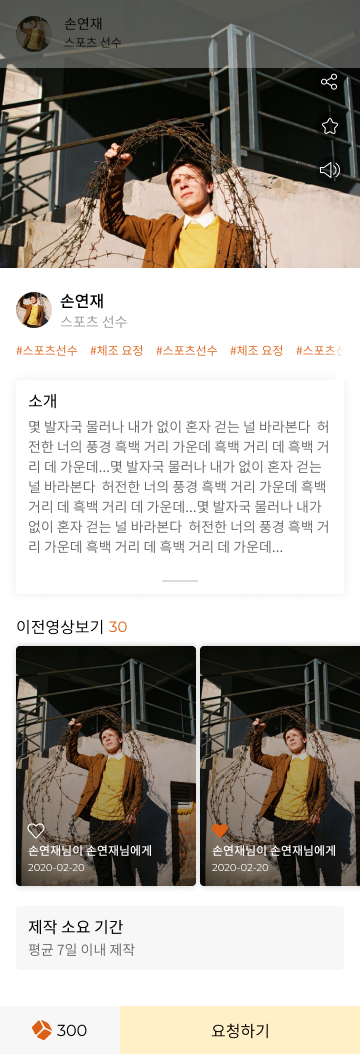 손연재
스포츠 선수
손연재
스포츠 선수
#스포츠선수 #체조 요정 #스포츠선수 #체조 요정 #스포츠
소개
몇 발자국 물러나 내가 없이 혼자 걷는 널 바라본다 허
전한 너의 풍경 흑백 거리 가운데 흑백 거리 데 흑백 거
리 데 가운데...몇 발자국 물러나 내가 없이 혼자 걷는
널 바라본다 허전한 너의 풍경 흑백 거리 가운데 흑백
거리 데 흑백 거리 데 가운데...몇 발자국 물러나 내가
없이 혼자 걷는 널 바라본다 허전한 너의 풍경 흑백 거
리 가운데 흑백 거리 데 흑백 거리 데 가운데...
이전영상보기 30
손연재님이 손연재님에게
2020-02-20
손연재님이 손연재님에게
2020-02-20
제작 소요 기간
평균 7일 이내 제작
300
요청하기